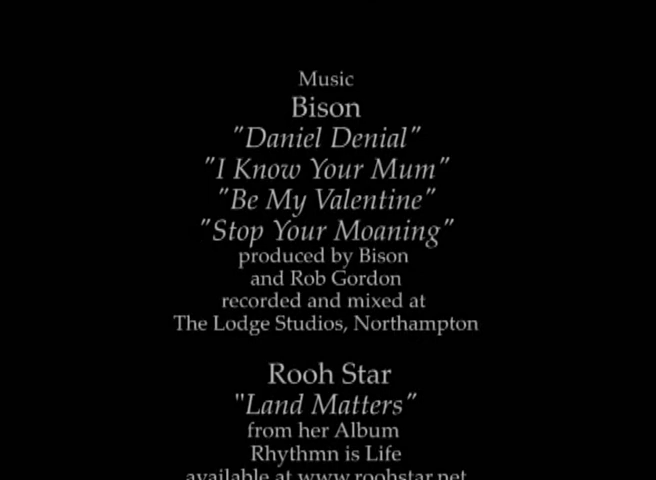 Music
Bison
"Daniel Denial"
"I Know Your Mum"
"Be My Valentine"
"Stop Your Moaning"
produced by Bison
and Rob Gordon
recorded and mixed at
The Lodge Studios, Northampton
Rooh Star
"Land Matters"
from her Album
Rhythmn is Life
available at www.roohstar.net